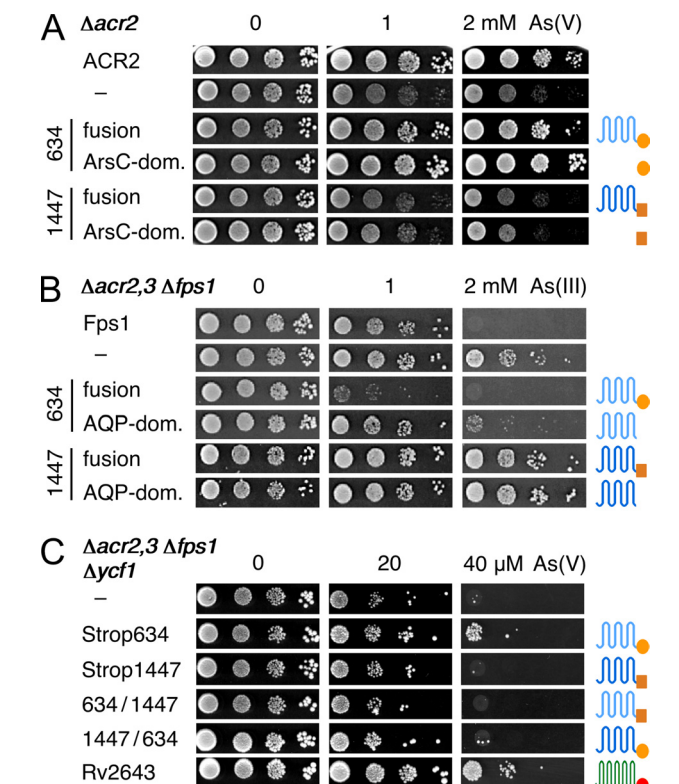 A Δacr2 0 1 2 mM As(V)
ACR2
–
634 fusion
ArsC-dom.
1447 fusion
ArsC-dom.
B Δacr2,3 Δfps1 0 1 2 mM As(III)
Fps1
–
634 fusion
AQP-dom.
1447 fusion
AQP-dom.
C Δacr2,3 Δfps1
Δycf1 0 20 40 µM As(V)
–
Strop634
Strop1447
634/1447
1447/634
Rv2643